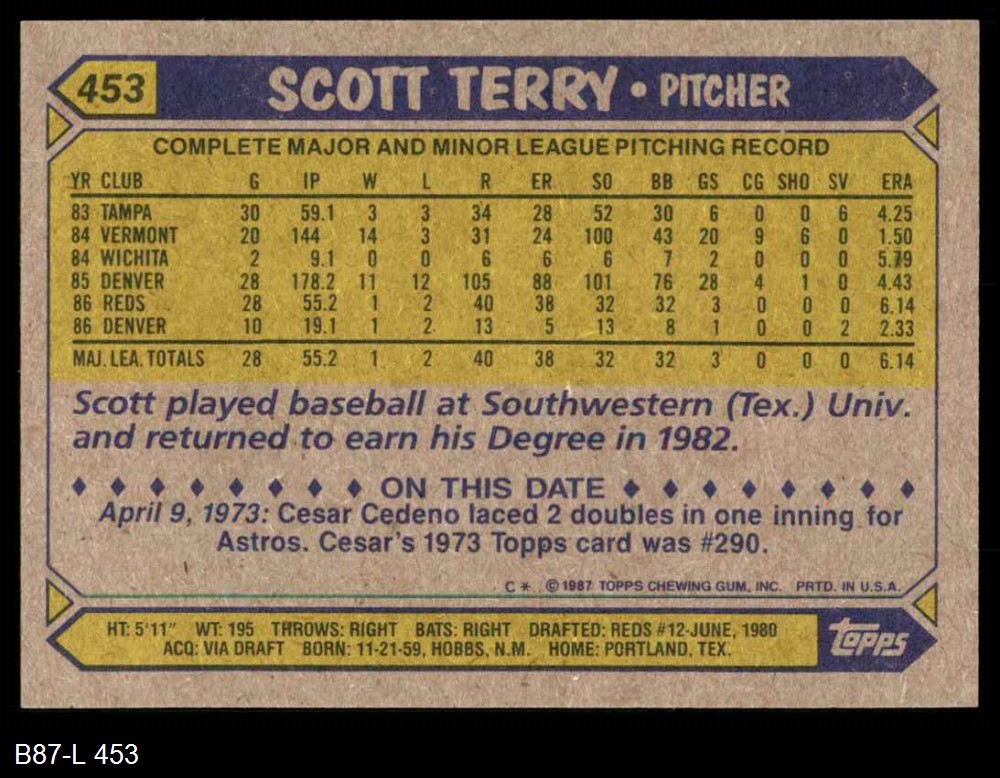 453 SCOTT TERRY • PITCHER
COMPLETE MAJOR AND MINOR LEAGUE PITCHING RECORD
YR CLUB G IP W L R ER SO BB GS CG SHO SV ERA
83 TAMPA 30 59.1 3 3 34 28 52 30 6 0 0 6 4.25
84 VERMONT 20 144 14 3 31 24 100 43 20 9 6 0 1.50
84 WICHITA 2 9.1 0 0 6 6 6 7 2 0 0 0 5.79
85 DENVER 28 178.2 11 12 105 88 101 76 28 4 1 0 4.43
86 REDS 28 55.2 1 2 40 38 32 32 3 0 0 0 6.14
86 DENVER 10 19.1 1 2 13 5 13 8 1 0 0 2 2.33
MAJ. LEA. TOTALS 28 55.2 1 2 40 38 32 32 3 0 0 0 6.14
Scott played baseball at Southwestern (Tex.) Univ.
and returned to earn his Degree in 1982.
♦ ♦ ♦ ♦ ♦ ♦ ♦ ♦ ON THIS DATE ♦ ♦ ♦ ♦ ♦ ♦ ♦ ♦
April 9, 1973: Cesar Cedeno laced 2 doubles in one inning for
Astros. Cesar's 1973 Topps card was #290.
C * © 1987 TOPPS CHEWING GUM, INC. PRTD. IN U.S.A.
HT: 5'11" WT: 195 THROWS: RIGHT BATS: RIGHT DRAFTED: REDS #12-JUNE, 1980
ACQ: VIA DRAFT BORN: 11-21-59, HOBBS, N.M. HOME: PORTLAND, TEX.
topps
B87-L 453